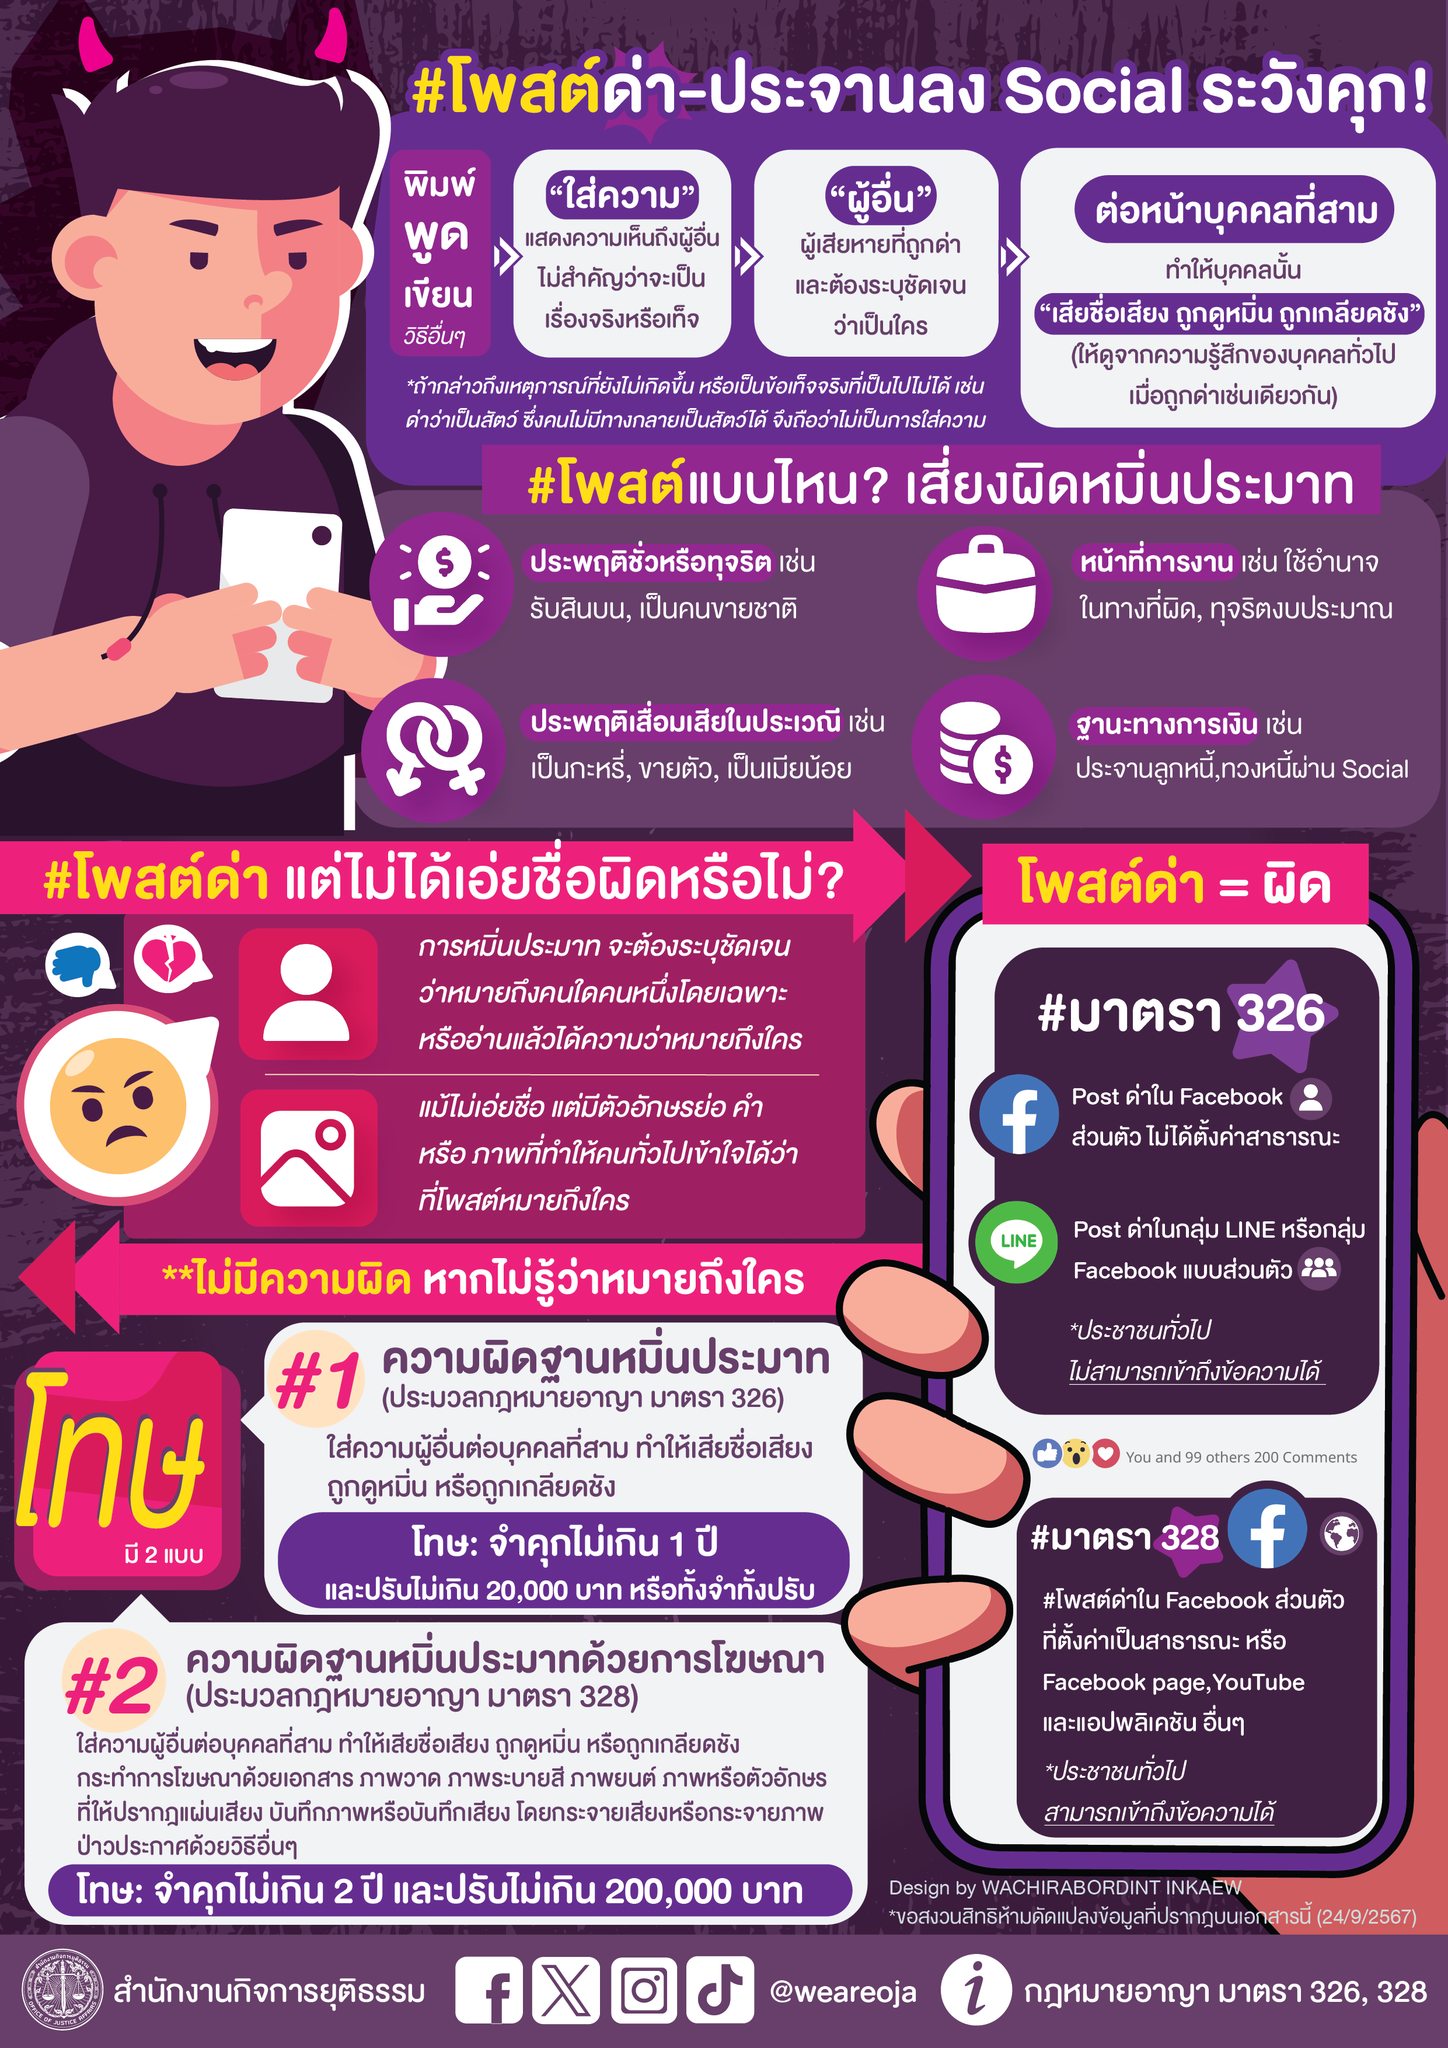 #โพสต์ด่า-ประจานลง Social ระวังคุก!
พิมพ์
พูด
เขียน
วิธีอื่นๆ
“ใส่ความ”
แสดงความเห็นถึงผู้อื่น
ไม่สำคัญว่าจะเป็น
เรื่องจริงหรือเท็จ
“ผู้อื่น”
ผู้เสียหายที่ถูกด่า
และต้องระบุชัดเจน
ว่าเป็นใคร
ต่อหน้าบุคคลที่สาม
ทำให้บุคคลนั้น
“เสียชื่อเสียง ถูกดูหมิ่น ถูกเกลียดชัง”
(ให้ดูจากความรู้สึกของบุคคลทั่วไป
เมื่อถูกด่าเช่นเดียวกัน)
*ถ้ากล่าวถึงเหตุการณ์ที่ยังไม่เกิดขึ้น หรือเป็นข้อเท็จจริงที่เป็นไปไม่ได้ เช่น
ด่าว่าเป็นสัตว์ ซึ่งคนไม่มีทางกลายเป็นสัตว์ได้ จึงถือว่าไม่เป็นการใส่ความ
#โพสต์แบบไหน? เสี่ยงผิดหมิ่นประมาท
ประพฤติชั่วหรือทุจริต เช่น
รับสินบน, เป็นคนขายชาติ
หน้าที่การงาน เช่น ใช้อำนาจ
ในทางที่ผิด, ทุจริตงบประมาณ
ประพฤติเสื่อมเสียในประเวณี เช่น
เป็นกะหรี่, ขายตัว, เป็นเมียน้อย
ฐานะทางการเงิน เช่น
ประจานลูกหนี้,ทวงหนี้ผ่าน Social
#โพสต์ด่า แต่ไม่ได้เอ่ยชื่อผิดหรือไม่?
การหมิ่นประมาท จะต้องระบุชัดเจน
ว่าหมายถึงคนใดคนหนึ่งโดยเฉพาะ
หรืออ่านแล้วได้ความว่าหมายถึงใคร
แม้ไม่เอ่ยชื่อ แต่มีตัวอักษรย่อ คำ
หรือ ภาพที่ทำให้คนทั่วไปเข้าใจได้ว่า
ที่โพสต์หมายถึงใคร
**ไม่มีความผิด หากไม่รู้ว่าหมายถึงใคร
โพสต์ด่า = ผิด
#มาตรา 326
Post ด่าใน Facebook
ส่วนตัว ไม่ได้ตั้งค่าสาธารณะ
LINE
Post ด่าในกลุ่ม LINE หรือกลุ่ม
Facebook แบบส่วนตัว
*ประชาชนทั่วไป
ไม่สามารถเข้าถึงข้อความได้
You and 99 others 200 Comments
#มาตรา 328
#โพสต์ด่าใน Facebook ส่วนตัว
ที่ตั้งค่าเป็นสาธารณะ หรือ
Facebook page,YouTube
และแอปพลิเคชัน อื่นๆ
*ประชาชนทั่วไป
สามารถเข้าถึงข้อความได้
โทษ
มี 2 แบบ
#1 ความผิดฐานหมิ่นประมาท
(ประมวลกฎหมายอาญา มาตรา 326)
ใส่ความผู้อื่นต่อบุคคลที่สาม ทำให้เสียชื่อเสียง
ถูกดูหมิ่น หรือถูกเกลียดชัง
โทษ: จำคุกไม่เกิน 1 ปี
และปรับไม่เกิน 20,000 บาท หรือทั้งจำทั้งปรับ
#2 ความผิดฐานหมิ่นประมาทด้วยการโฆษณา
(ประมวลกฎหมายอาญา มาตรา 328)
ใส่ความผู้อื่นต่อบุคคลที่สาม ทำให้เสียชื่อเสียง ถูกดูหมิ่น หรือถูกเกลียดชัง
กระทำการโฆษณาด้วยเอกสาร ภาพวาด ภาพระบายสี ภาพยนต์ ภาพหรือตัวอักษร
ที่ให้ปรากฎแผ่นเสียง บันทึกภาพหรือบันทึกเสียง โดยกระจายเสียงหรือกระจายภาพ
ป่าวประกาศด้วยวิธีอื่นๆ
โทษ: จำคุกไม่เกิน 2 ปี และปรับไม่เกิน 200,000 บาท
Design by WACHIRABORDINT INKAEW
*ขอสงวนสิทธิห้ามดัดแปลงข้อมูลที่ปรากฎบนเอกสารนี้ (24/9/2567)
สำนักงานกิจการยุติธรรม
OFFICE OF JUSTICE AFFAIRS
สำนักงานกิจการยุติธรรม
@weareoja
i
กฎหมายอาญา มาตรา 326, 328